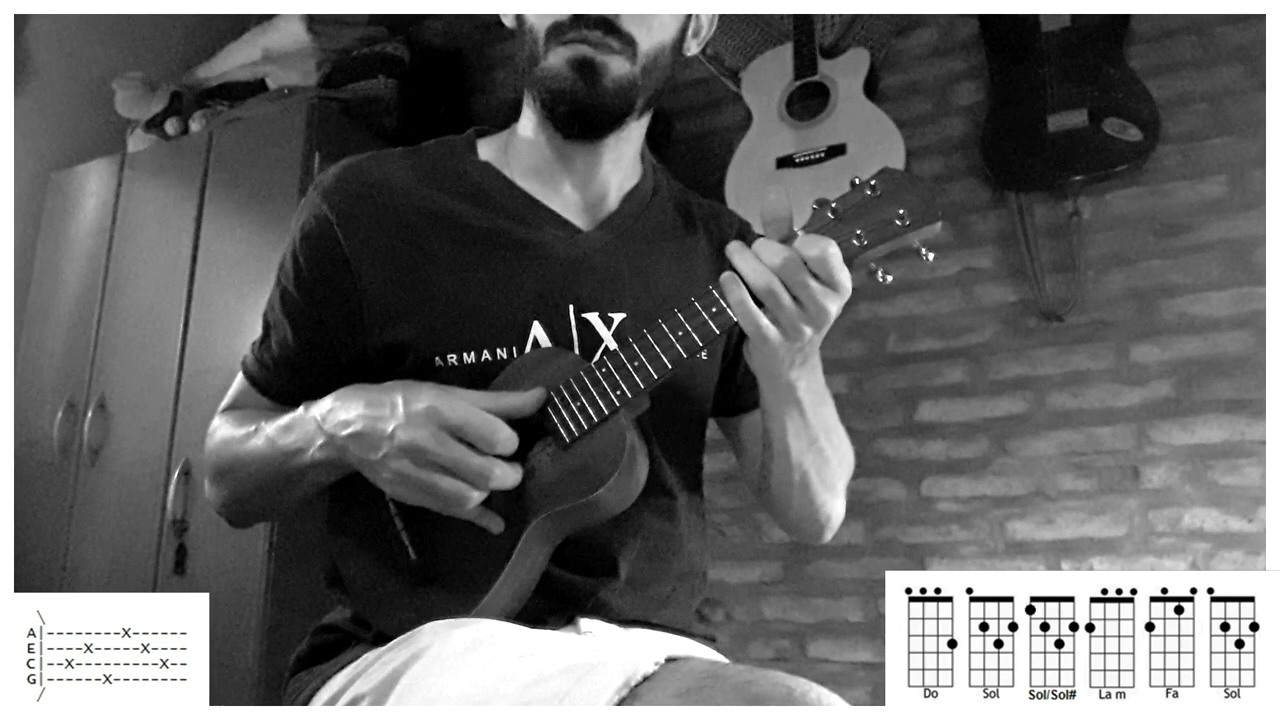 ARMANI A|X
A|---------X------
E|----X------X----
C|--X----------X--
G|------X---------
Do Sol Sol/Sol# La m Fa Sol